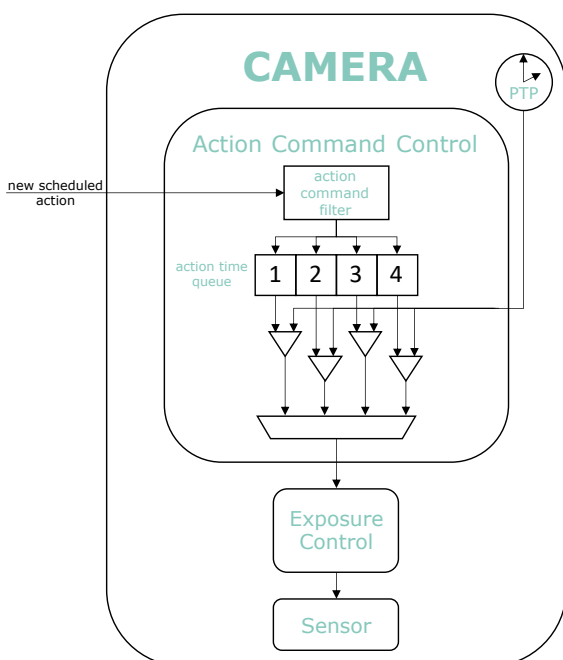 CAMERA
PTP
Action Command Control
new scheduled
action
action
command
filter
action time
queue
1 2 3 4
Exposure
Control
Sensor